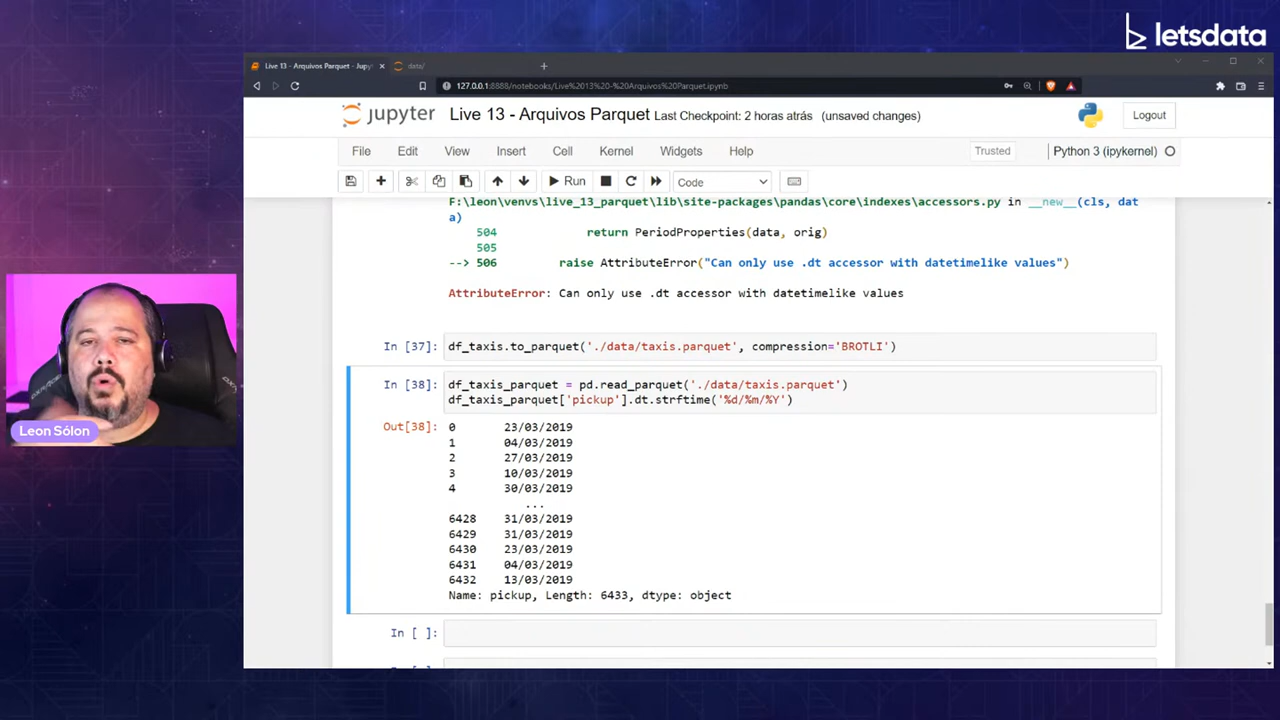 letsdata
Live 13 - Arquivos Parquet - Jupy
data/
127.0.0.1:8888/notebooks/Live%2013%20-%20Arquivos%20Parquet.ipynb
jupyter Live 13 - Arquivos Parquet Last Checkpoint: 2 horas atrás (unsaved changes)
Logout
File Edit View Insert Cell Kernel Widgets Help
Trusted
Python 3 (ipykernel)
Run
Code
F:\leon\venvs\live_13_parquet\lib\site-packages\pandas\core\indexes\accessors.py in __new__(cls, dat
a)
504 return PeriodProperties(data, orig)
505
--> 506 raise AttributeError("Can only use .dt accessor with datetimelike values")
AttributeError: Can only use .dt accessor with datetimelike values
In [37]: df_taxis.to_parquet('./data/taxis.parquet', compression='BROTLI')
In [38]: df_taxis_parquet = pd.read_parquet('./data/taxis.parquet')
df_taxis_parquet['pickup'].dt.strftime('%d/%m/%Y')
Out[38]: 0 23/03/2019
1 04/03/2019
2 27/03/2019
3 10/03/2019
4 30/03/2019
...
6428 31/03/2019
6429 31/03/2019
6430 23/03/2019
6431 04/03/2019
6432 13/03/2019
Name: pickup, Length: 6433, dtype: object
In [ ]:
Leon Sólon